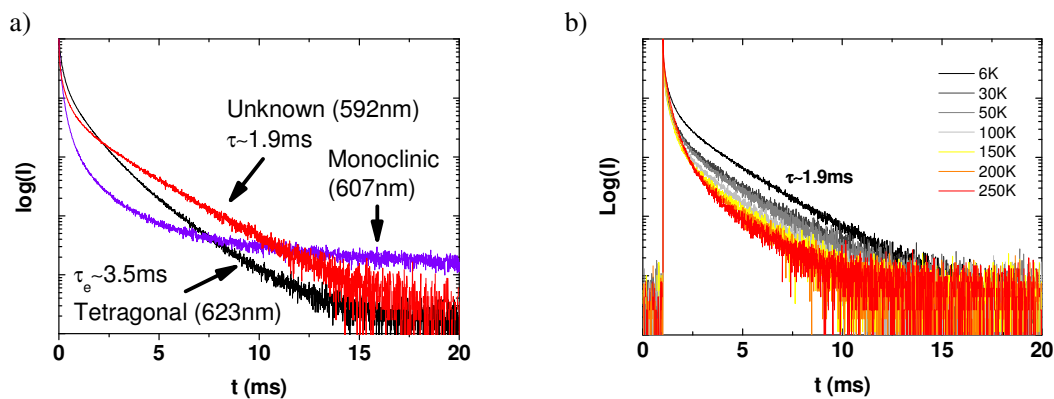 a)
log(I)
Unknown (592nm)
τ~1.9ms
Monoclinic
(607nm)
τe~3.5ms
Tetragonal (623nm)
0 5 10 15 20
t (ms)
b)
Log(I)
6K
30K
50K
100K
150K
200K
250K
τ~1.9ms
0 5 10 15 20
t (ms)